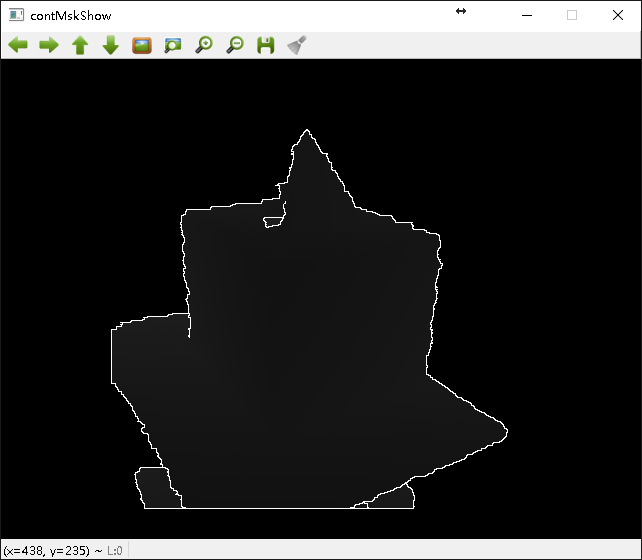 contMskShow
(x=438, y=235) ~ L:0